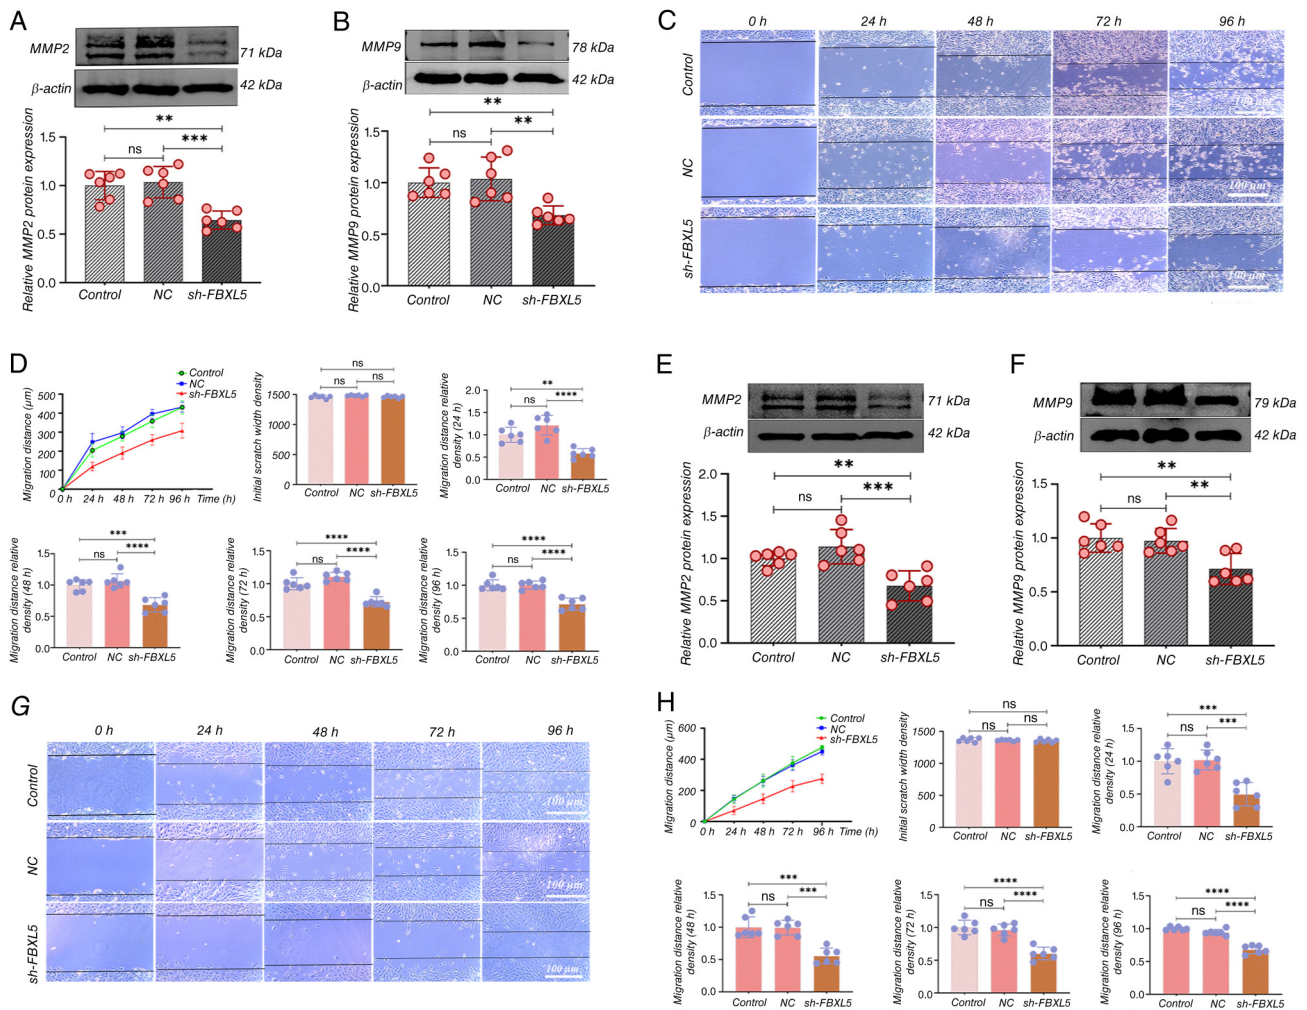 A
MMP2
71 kDa
β-actin
42 kDa
Relative MMP2 protein expression
1.5
1.0
0.5
0.0
**
***
ns
Control
NC
sh-FBXL5
B
MMP9
78 kDa
β-actin
42 kDa
Relative MMP9 protein expression
1.5
1.0
0.5
0.0
**
**
ns
Control
NC
sh-FBXL5
C
0 h
24 h
48 h
72 h
96 h
Control
NC
sh-FBXL5
100 μm
100 μm
100 μm
D
Migration distance (μm)
500
400
300
200
100
0
Control
NC
sh-FBXL5
0 h
24 h
48 h
72 h
96 h
Time (h)
Initial scratch width density
1500
1000
500
0
ns
ns
ns
Control
NC
sh-FBXL5
Migration distance relative
density (24 h)
2.0
1.5
1.0
0.5
0.0
**
****
ns
Control
NC
sh-FBXL5
Migration distance relative
density (48 h)
1.5
1.0
0.5
0.0
***
****
ns
Control
NC
sh-FBXL5
Migration distance relative
density (72 h)
1.5
1.0
0.5
0.0
****
****
ns
Control
NC
sh-FBXL5
Migration distance relative
density (96 h)
1.5
1.0
0.5
0.0
****
****
ns
Control
NC
sh-FBXL5
E
MMP2
71 kDa
β-actin
42 kDa
Relative MMP2 protein expression
2.0
1.5
1.0
0.5
0.0
**
***
ns
Control
NC
sh-FBXL5
F
MMP9
79 kDa
β-actin
42 kDa
Relative MMP9 protein expression
1.5
1.0
0.5
0.0
**
**
ns
Control
NC
sh-FBXL5
G
0 h
24 h
48 h
72 h
96 h
Control
NC
sh-FBXL5
100 μm
100 μm
100 μm
H
Migration distance (μm)
600
400
200
0
Control
NC
sh-FBXL5
0 h
24 h
48 h
72 h
96 h
Time (h)
Initial scratch width density
1500
1000
500
0
ns
ns
ns
Control
NC
sh-FBXL5
Migration distance relative
density (24 h)
1.5
1.0
0.5
0.0
***
***
ns
Control
NC
sh-FBXL5
Migration distance relative
density (48 h)
1.5
1.0
0.5
0.0
***
***
ns
Control
NC
sh-FBXL5
Migration distance relative
density (72 h)
1.5
1.0
0.5
0.0
****
****
ns
Control
NC
sh-FBXL5
Migration distance relative
density (96 h)
1.5
1.0
0.5
0.0
****
****
ns
Control
NC
sh-FBXL5